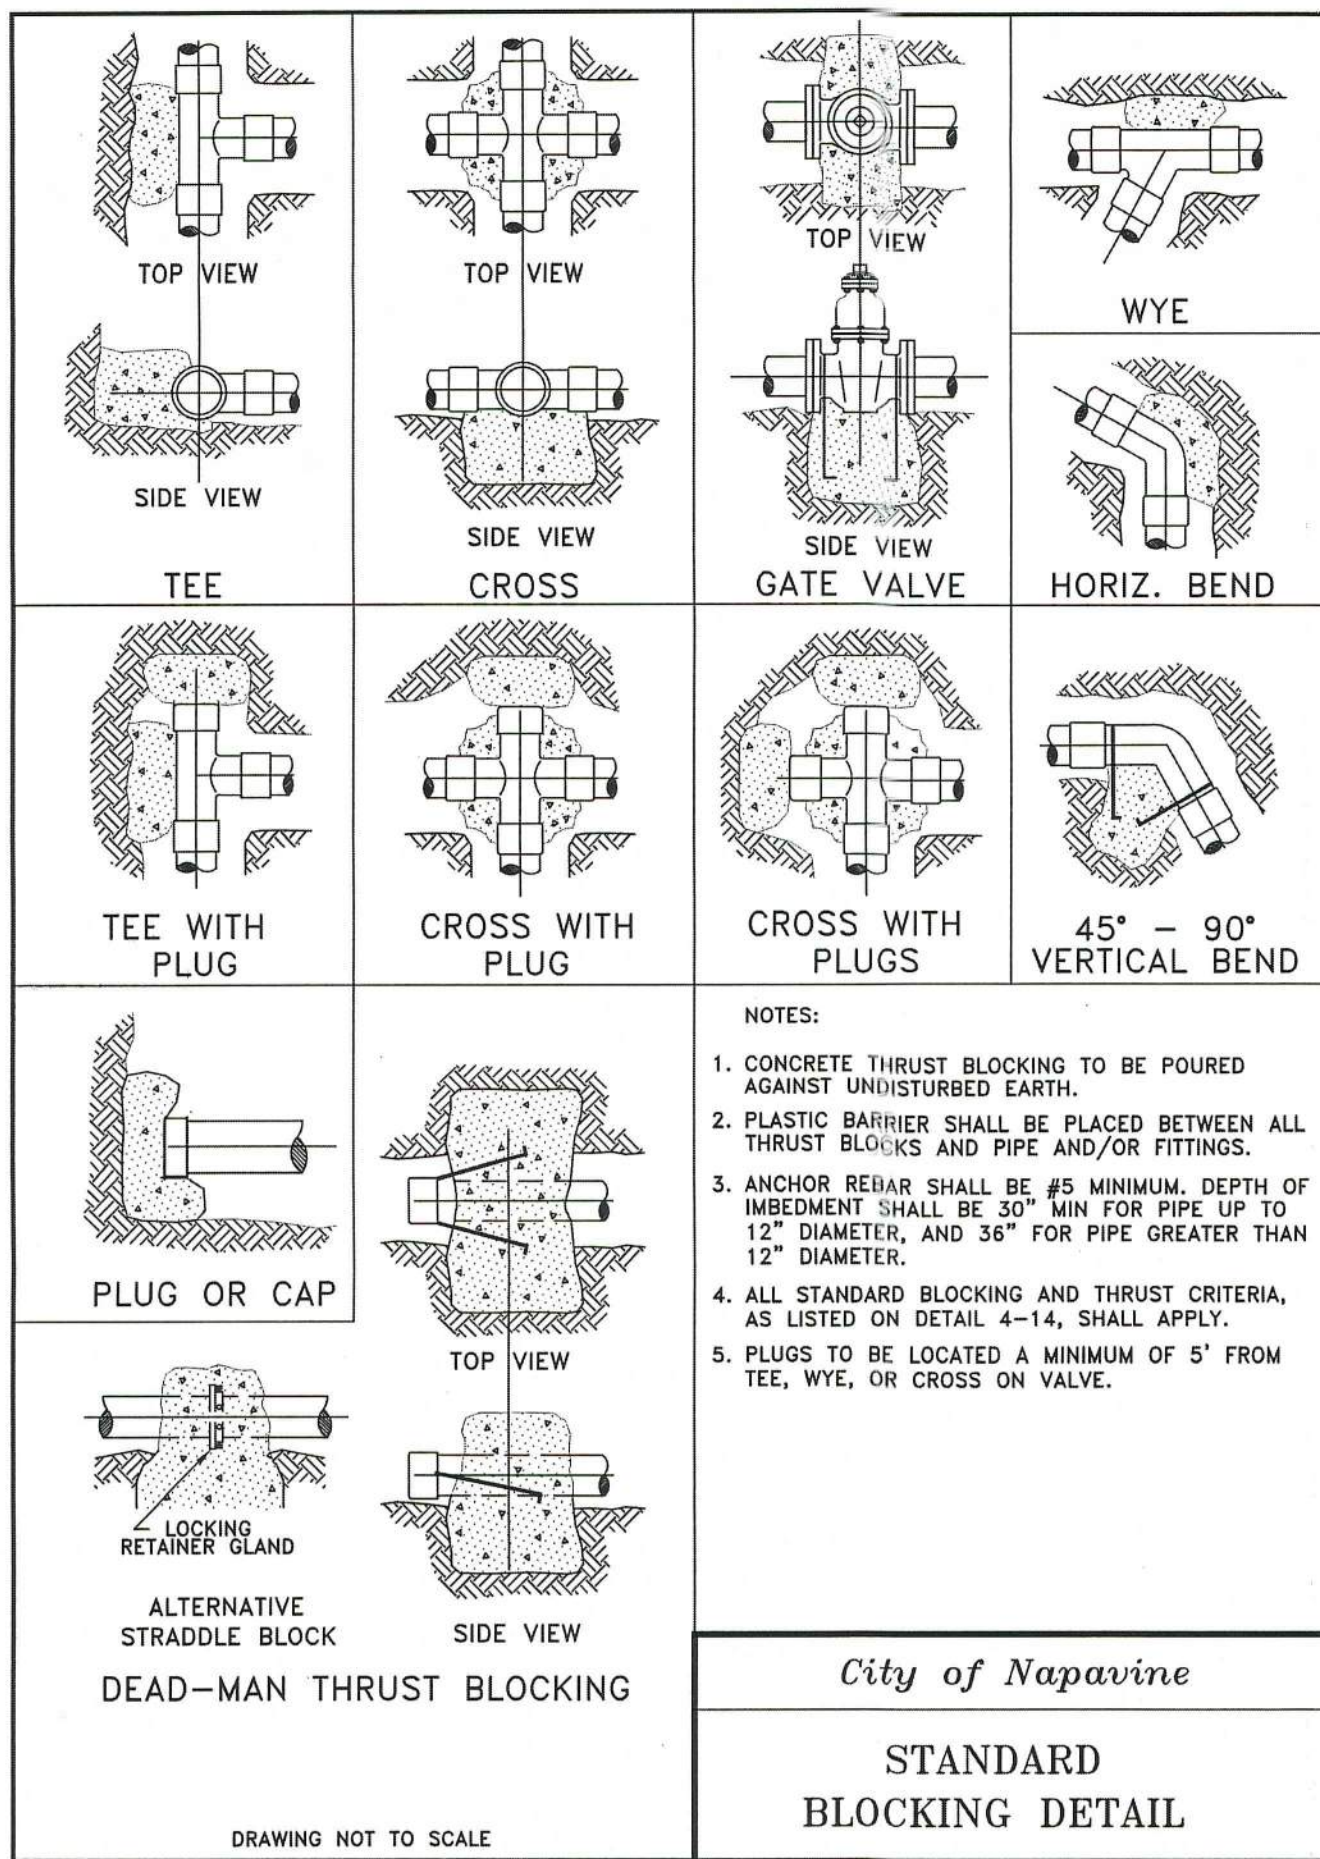 TOP VIEW
SIDE VIEW
TEE
TOP VIEW
SIDE VIEW
CROSS
TOP VIEW
SIDE VIEW
GATE VALVE
WYE
HORIZ. BEND
TEE WITH
PLUG
CROSS WITH
PLUG
CROSS WITH
PLUGS
45° – 90°
VERTICAL BEND
PLUG OR CAP
LOCKING
RETAINER GLAND
ALTERNATIVE
STRADDLE BLOCK
TOP VIEW
SIDE VIEW
DEAD–MAN THRUST BLOCKING
DRAWING NOT TO SCALE
NOTES:
1. CONCRETE THRUST BLOCKING TO BE POURED
AGAINST UNDISTURBED EARTH.
2. PLASTIC BARRIER SHALL BE PLACED BETWEEN ALL
THRUST BLOCKS AND PIPE AND/OR FITTINGS.
3. ANCHOR REBAR SHALL BE #5 MINIMUM. DEPTH OF
IMBEDMENT SHALL BE 30" MIN FOR PIPE UP TO
12" DIAMETER, AND 36" FOR PIPE GREATER THAN
12" DIAMETER.
4. ALL STANDARD BLOCKING AND THRUST CRITERIA,
AS LISTED ON DETAIL 4–14, SHALL APPLY.
5. PLUGS TO BE LOCATED A MINIMUM OF 5' FROM
TEE, WYE, OR CROSS ON VALVE.
City of Napavine
STANDARD
BLOCKING DETAIL